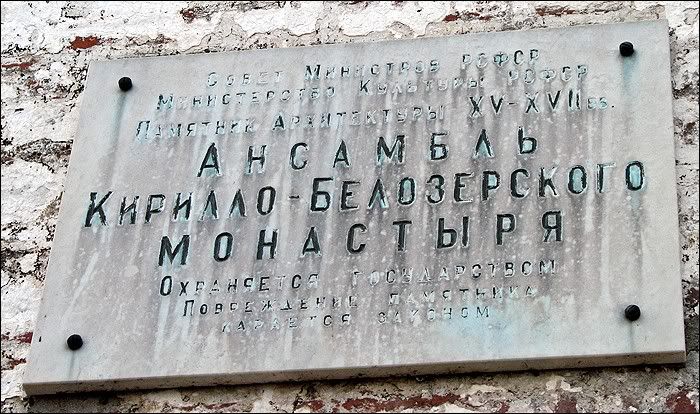 Совет Министров РСФСР
Министерство Культуры РСФСР
Памятник Архитектуры XV-XVII вв.
Ансамбль
Кирилло-Белозерского
монастыря
Охраняется государством
Повреждение памятника
карается законом